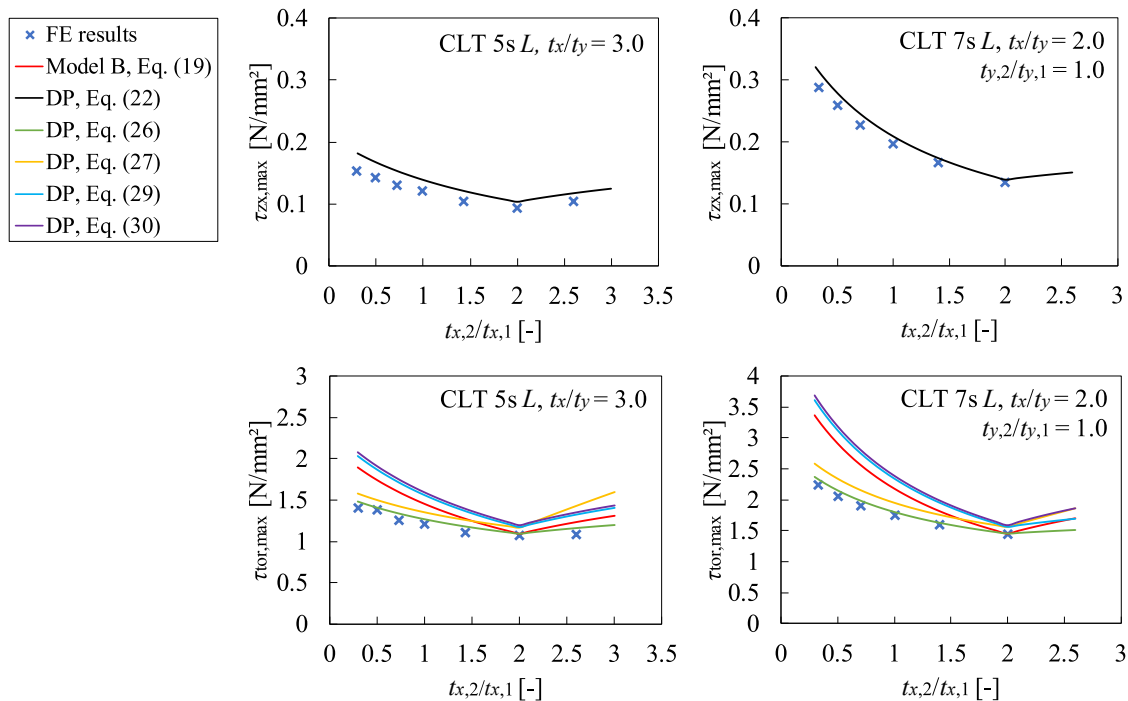 FE results
Model B, Eq. (19)
DP, Eq. (22)
DP, Eq. (26)
DP, Eq. (27)
DP, Eq. (29)
DP, Eq. (30)
CLT 5s L, tx/ty = 3.0
τzx,max [N/mm²]
0.4
0.3
0.2
0.1
0
0 0.5 1 1.5 2 2.5 3 3.5
tx,2/tx,1 [-]
CLT 7s L, tx/ty = 2.0
ty,2/ty,1 = 1.0
τzx,max [N/mm²]
0.4
0.3
0.2
0.1
0
0 0.5 1 1.5 2 2.5 3
tx,2/tx,1 [-]
CLT 5s L, tx/ty = 3.0
τtor,max [N/mm²]
3
2.5
2
1.5
1
0.5
0
0 0.5 1 1.5 2 2.5 3 3.5
tx,2/tx,1 [-]
CLT 7s L, tx/ty = 2.0
ty,2/ty,1 = 1.0
τtor,max [N/mm²]
4
3.5
3
2.5
2
1.5
1
0.5
0
0 0.5 1 1.5 2 2.5 3
tx,2/tx,1 [-]